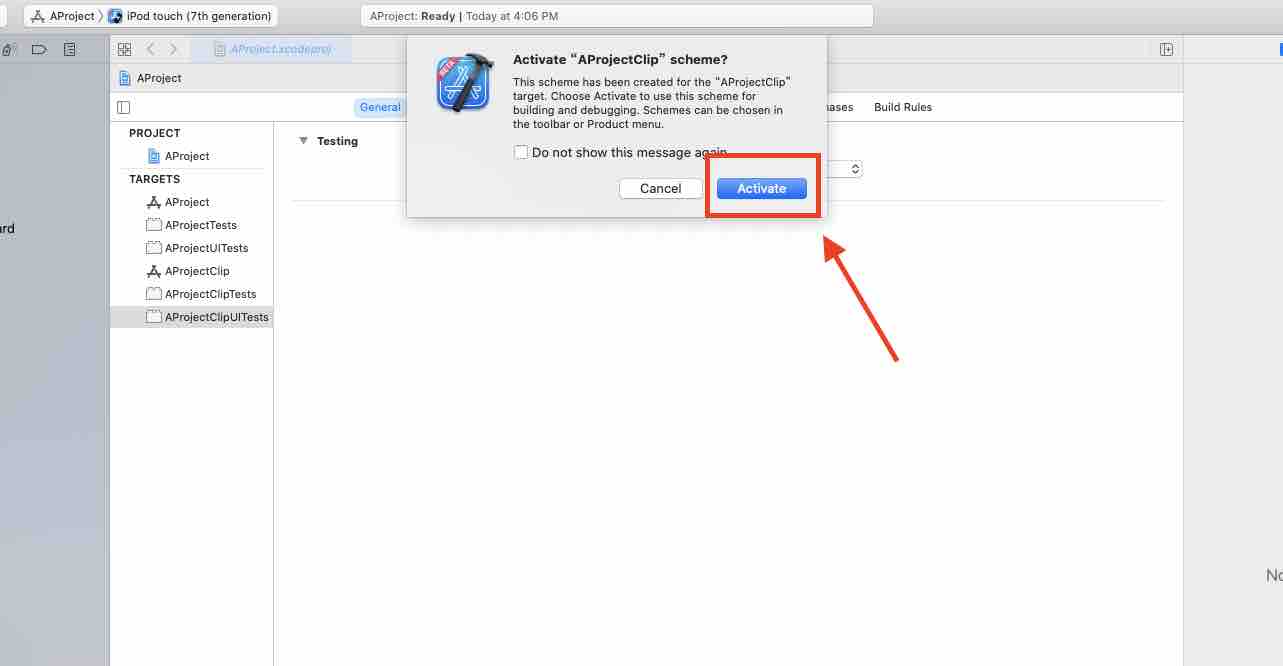 AProject
iPod touch (7th generation)
AProject: Ready | Today at 4:06 PM
AProject.xcodeproj
AProject
General
Build Rules
PROJECT
AProject
TARGETS
AProject
AProjectTests
AProjectUITests
AProjectClip
AProjectClipTests
AProjectClipUITests
Testing
BETA
Activate “AProjectClip” scheme?
This scheme has been created for the “AProjectClip”
target. Choose Activate to use this scheme for
building and debugging. Schemes can be chosen in
the toolbar or Product menu.
Do not show this message again
Cancel
Activate